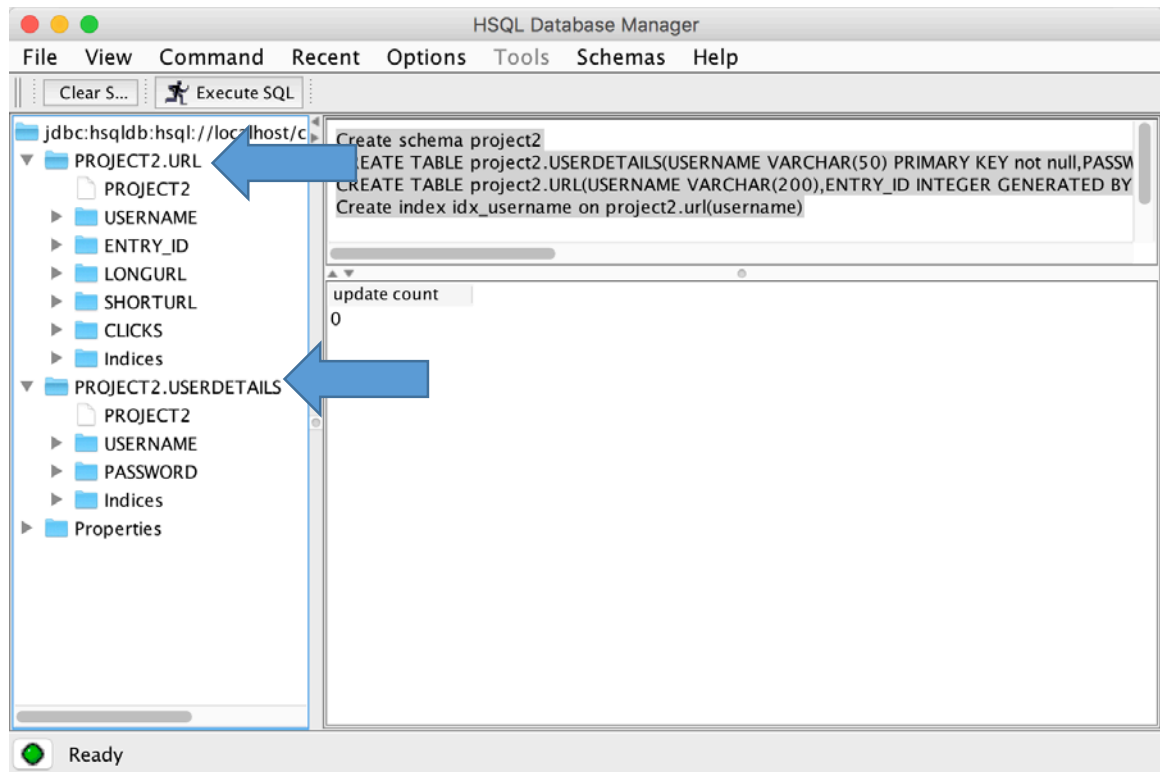 HSQL Database Manager
File View Command Recent Options Tools Schemas Help
Clear S... Execute SQL
jdbc:hsqldb:hsql://localhost/c
PROJECT2.URL
PROJECT2
USERNAME
ENTRY_ID
LONGURL
SHORTURL
CLICKS
Indices
PROJECT2.USERDETAILS
PROJECT2
USERNAME
PASSWORD
Indices
Properties
Create schema project2
EATE TABLE project2.USERDETAILS(USERNAME VARCHAR(50) PRIMARY KEY not null,PASSW
CREATE TABLE project2.URL(USERNAME VARCHAR(200),ENTRY_ID INTEGER GENERATED BY
Create index idx_username on project2.url(username)
update count
0
Ready